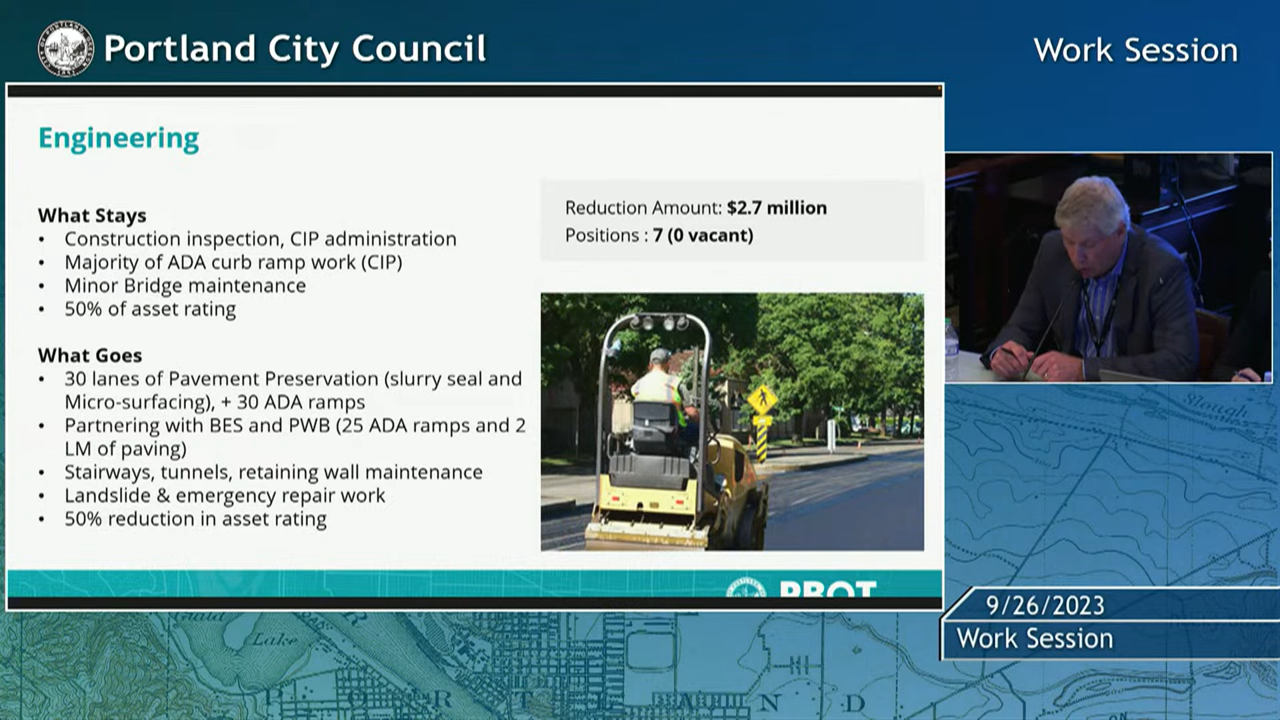 Portland City Council
Work Session
Engineering
What Stays
• Construction inspection, CIP administration
• Majority of ADA curb ramp work (CIP)
• Minor Bridge maintenance
• 50% of asset rating
What Goes
• 30 lanes of Pavement Preservation (slurry seal and
Micro-surfacing), + 30 ADA ramps
• Partnering with BES and PWB (25 ADA ramps and 2
LM of paving)
• Stairways, tunnels, retaining wall maintenance
• Landslide & emergency repair work
• 50% reduction in asset rating
Reduction Amount: $2.7 million
Positions : 7 (0 vacant)
PBOT
Slough
9/26/2023
Work Session
Guild
Lake
P O R T L A N D